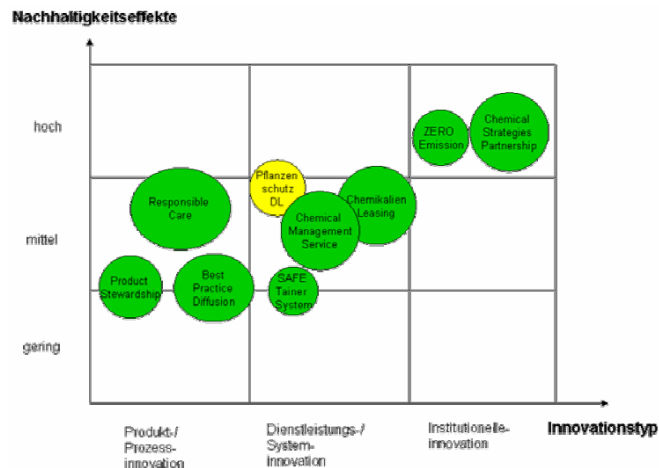 Nachhaltigkeitseffekte
hoch
ZERO
Emission
Chemical
Strategies
Partnership
Pflanzen
schutz
DL
mittel
Responsible
Care
Chemikalien
Leasing
Chemical
Management
Service
Product
Stewardship
Best
Practice
Diffusion
SAFE
Tainer
System
gering
Produkt-/
Prozess-
innovation
Dienstleistungs-/
System-
Innovation
Institutionelle-
innovation
Innovationstyp